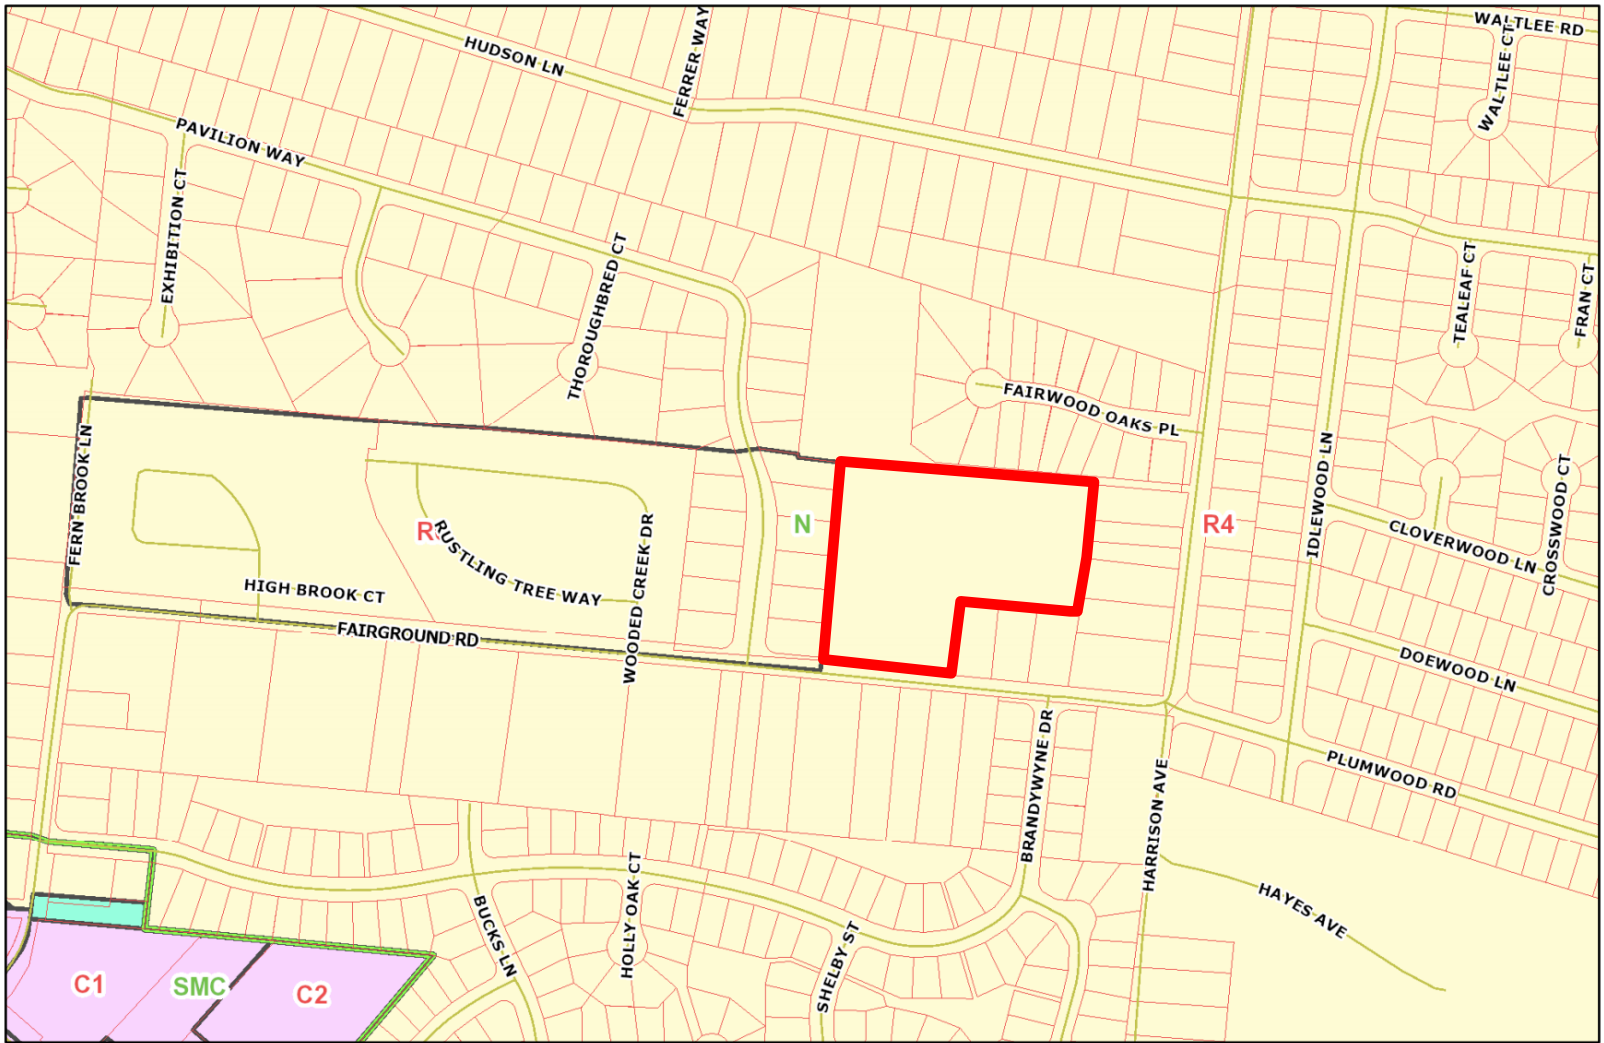 WALTLEE RD
FERRER WAY
HUDSON LN
WALTLEE CT
PAVILION WAY
EXHIBITION CT
THOROUGHBRED CT
TEALEAF CT
FRAN CT
FAIRWOOD OAKS PL
FERN BROOK LN
IDLEWOOD LN
CROSSWOOD CT
N
R4
CLOVERWOOD LN
RUSTLING TREE WAY
WOODED CREEK DR
HIGH BROOK CT
FAIRGROUND RD
DOEWOOD LN
BRANDYWYNE DR
HARRISON AVE
PLUMWOOD RD
HOLLY OAK CT
BUCKS LN
SHELBY ST
HAYES AVE
C1
SMC
C2